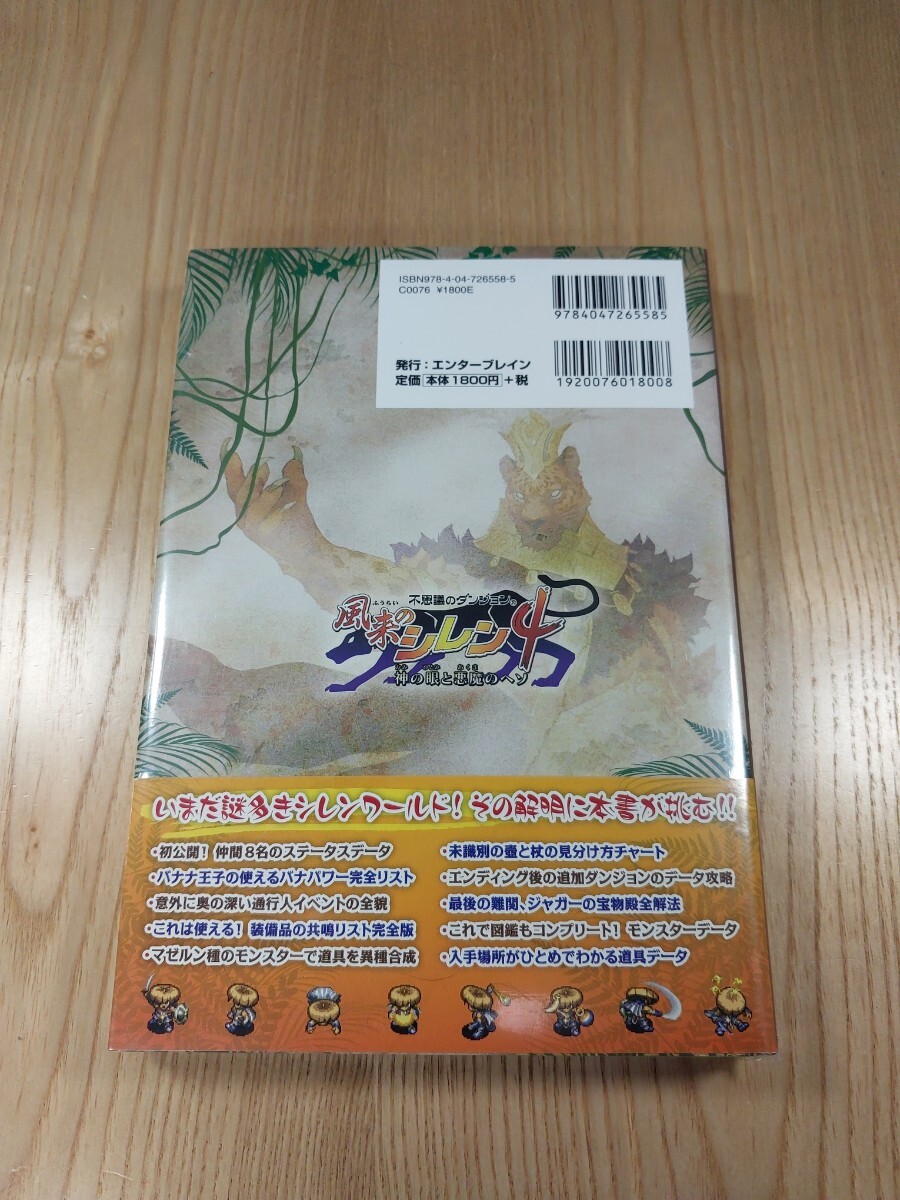 ISBN978-4-04-726558-5
C0076 ¥1800E
9784047265585
発行：エンターブレイン
定価 本体1800円 +税
1920076018008
不思議のダンジョン®
ふうらい
風来のシレン4
かみ めだか あくま
神の眼と悪魔のヘソ
いまだ謎多きシレンワールド！その解明に本書が挑む!!
・初公開！ 仲間8名のステータスデータ
・バナナ王子の使えるバナパワー完全リスト
・意外に奥の深い通行人イベントの全貌
・これは使える！ 装備品の共鳴リスト完全版
・マゼルン種のモンスターで道具を異種合成
・未識別の壺と杖の見分け方チャート
・エンディング後の追加ダンジョンのデータ攻略
・最後の難関、ジャガーの宝物殿全解法
・これで図鑑もコンプリート！ モンスターデータ
・入手場所がひとめでわかる道具データ